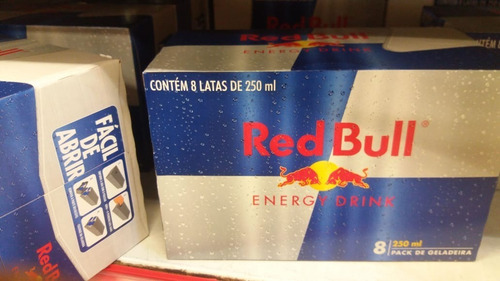 Red Bull
ENERGY DRINK
CONTÉM 8 LATAS DE 250 ml
Red Bull®
ENERGY DRINK
8 250 ml
PACK DE GELADEIRA
FÁCIL
DE
ABRIR
Red